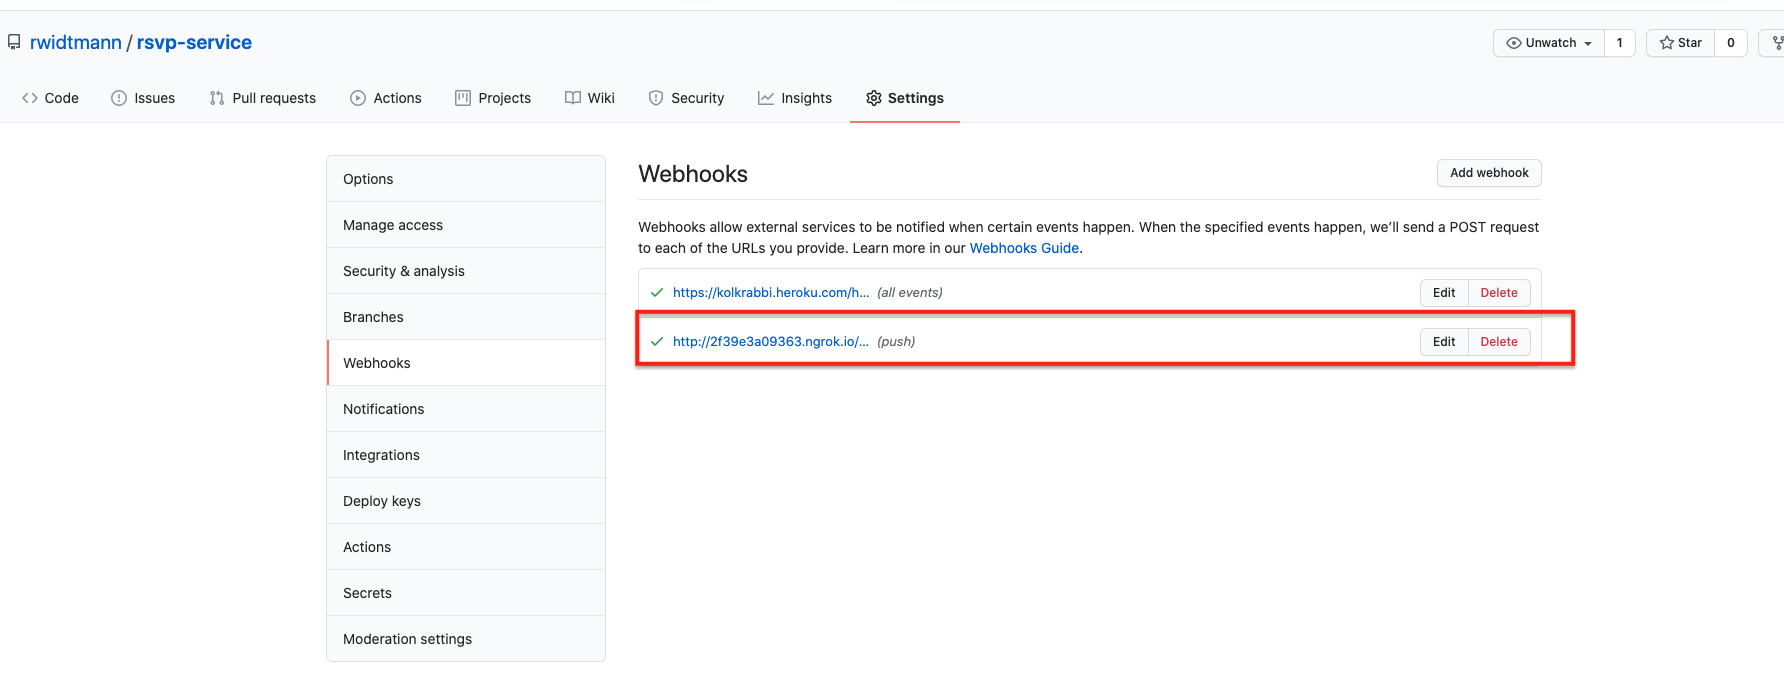 rwidtmann / rsvp-service
Unwatch 1 Star 0
Code Issues Pull requests Actions Projects Wiki Security Insights Settings
Options
Manage access
Security & analysis
Branches
Webhooks
Notifications
Integrations
Deploy keys
Actions
Secrets
Moderation settings
Webhooks
Add webhook
Webhooks allow external services to be notified when certain events happen. When the specified events happen, we’ll send a POST request
to each of the URLs you provide. Learn more in our Webhooks Guide.
https://kolkrabbi.heroku.com/h... (all events) Edit Delete
http://2f39e3a09363.ngrok.io/... (push) Edit Delete